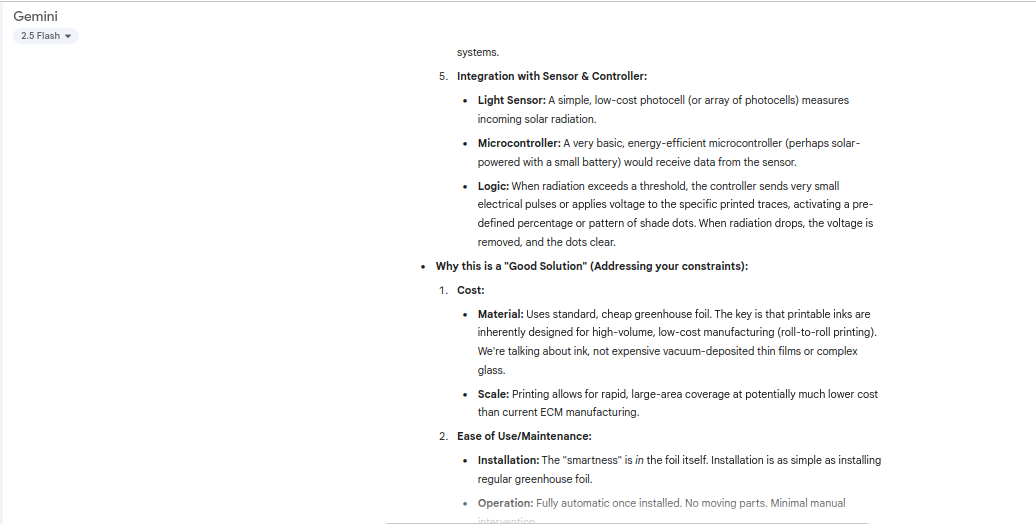 Gemini
2.5 Flash
systems.
5. Integration with Sensor & Controller:
• Light Sensor: A simple, low-cost photocell (or array of photocells) measures
incoming solar radiation.
• Microcontroller: A very basic, energy-efficient microcontroller (perhaps solar-
powered with a small battery) would receive data from the sensor.
• Logic: When radiation exceeds a threshold, the controller sends very small
electrical pulses or applies voltage to the specific printed traces, activating a pre-
defined percentage or pattern of shade dots. When radiation drops, the voltage is
removed, and the dots clear.
• Why this is a "Good Solution" (Addressing your constraints):
1. Cost:
• Material: Uses standard, cheap greenhouse foil. The key is that printable inks are
inherently designed for high-volume, low-cost manufacturing (roll-to-roll printing).
We're talking about ink, not expensive vacuum-deposited thin films or complex
glass.
• Scale: Printing allows for rapid, large-area coverage at potentially much lower cost
than current ECM manufacturing.
2. Ease of Use/Maintenance:
• Installation: The "smartness" is in the foil itself. Installation is as simple as installing
regular greenhouse foil.
• Operation: Fully automatic once installed. No moving parts. Minimal manual
intervention.